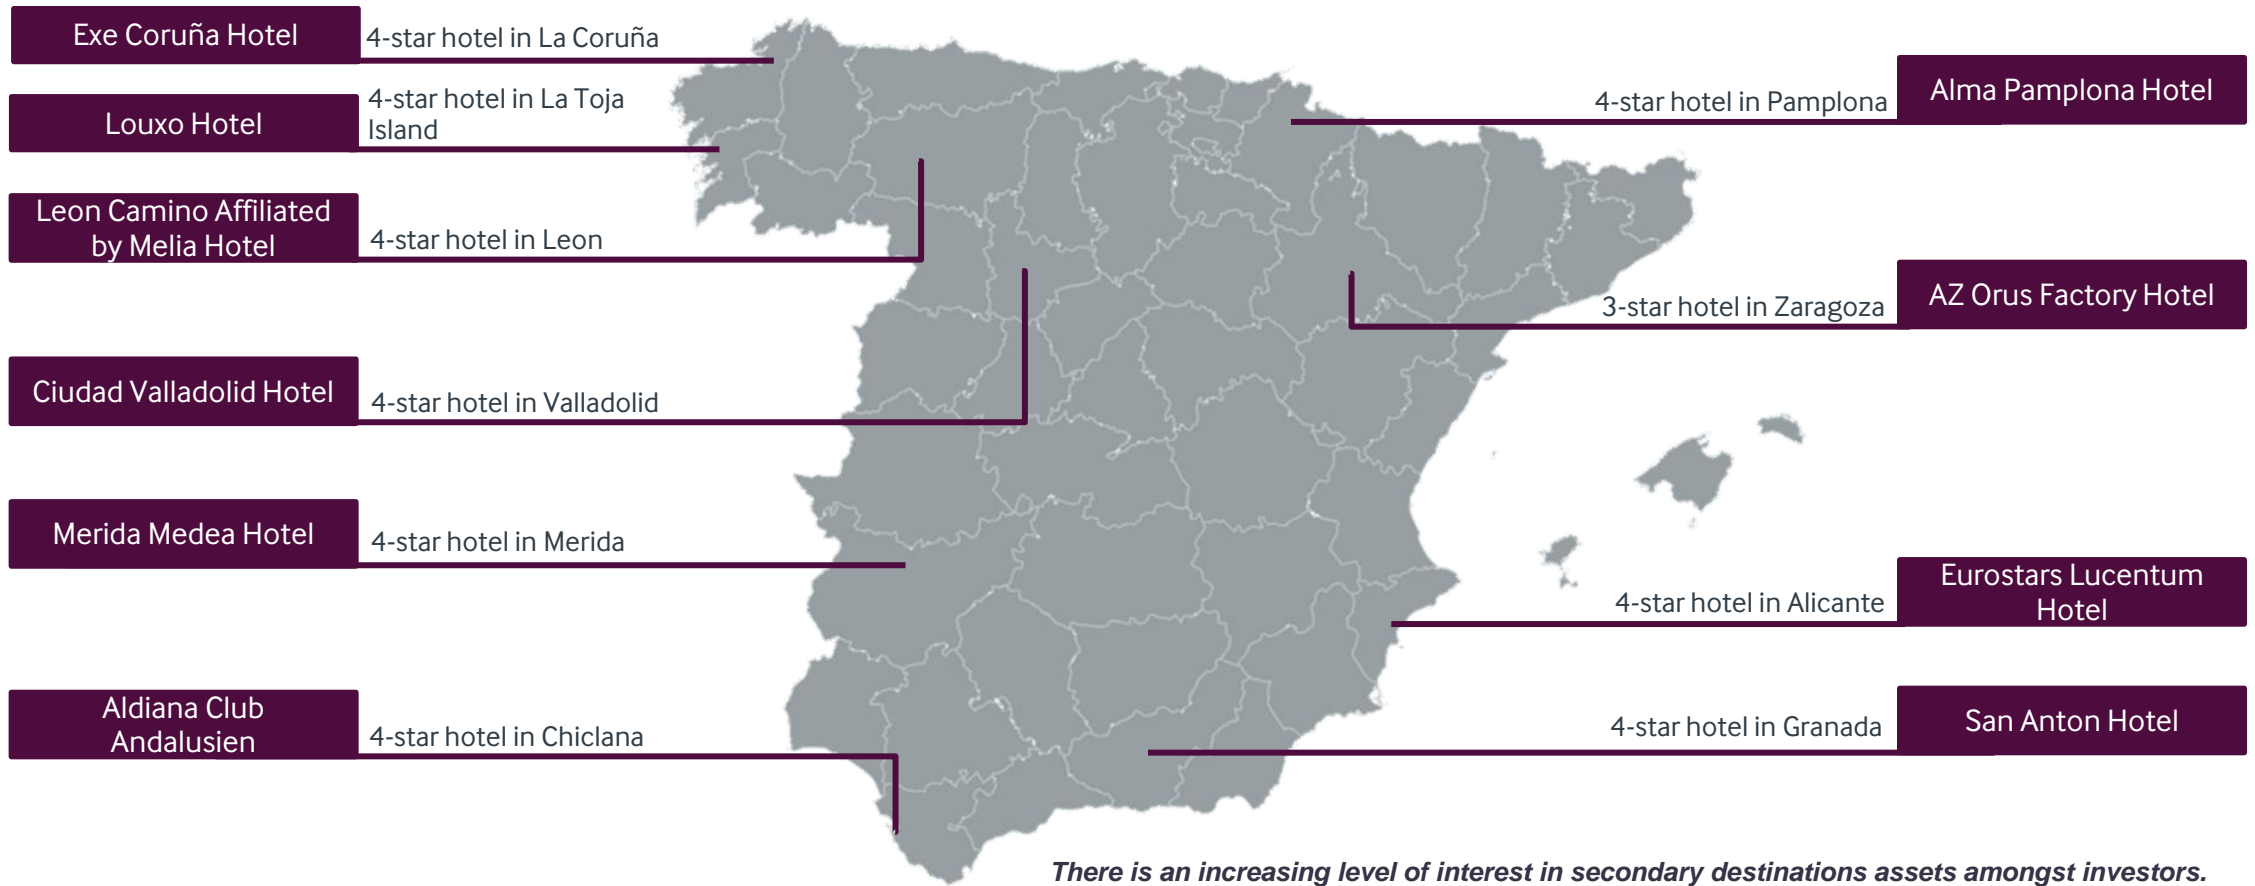 Exe Coruña Hotel
4-star hotel in La Coruña
Louxo Hotel
4-star hotel in La Toja
Island
Leon Camino Affiliated
by Melia Hotel
4-star hotel in Leon
Ciudad Valladolid Hotel
4-star hotel in Valladolid
Merida Medea Hotel
4-star hotel in Merida
Aldiana Club
Andalusien
4-star hotel in Chiclana
4-star hotel in Pamplona
Alma Pamplona Hotel
3-star hotel in Zaragoza
AZ Orus Factory Hotel
4-star hotel in Alicante
Eurostars Lucentum
Hotel
4-star hotel in Granada
San Anton Hotel
There is an increasing level of interest in secondary destinations assets amongst investors.